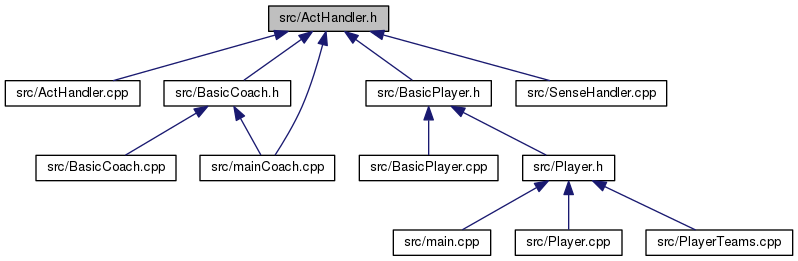 src/ActHandler.h
src/ActHandler.cpp
src/BasicCoach.h
src/BasicPlayer.h
src/SenseHandler.cpp
src/BasicCoach.cpp
src/mainCoach.cpp
src/BasicPlayer.cpp
src/Player.h
src/main.cpp
src/Player.cpp
src/PlayerTeams.cpp